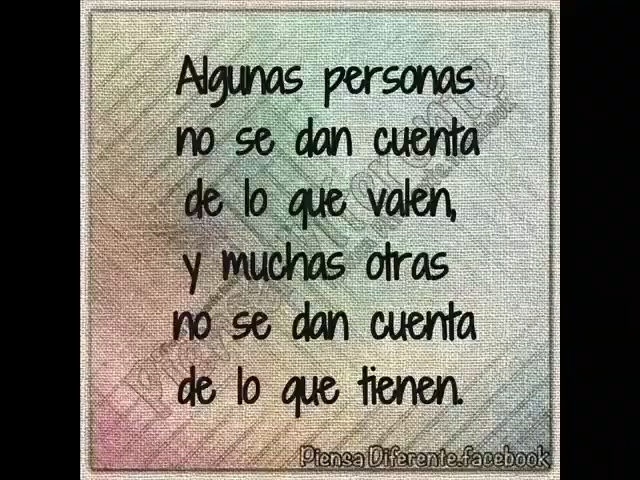 Algunas personas
no se dan cuenta
de lo que valen,
y muchas otras
no se dan cuenta
de lo que tienen.
Piensa Diferente.facebook